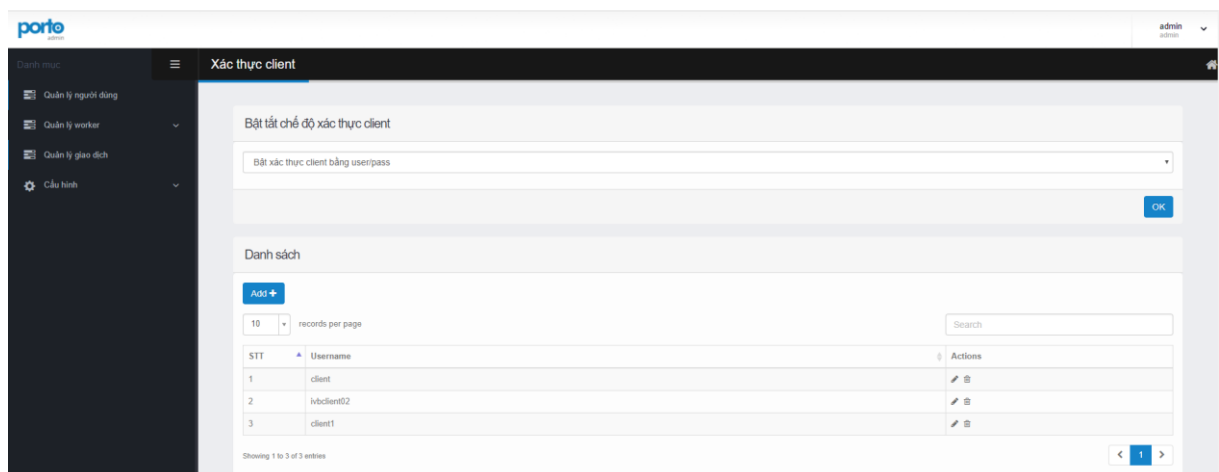 porto
admin
admin
admin
Danh mục
Xác thực client
Quản lý người dùng
Quản lý worker
Quản lý giao dịch
Cấu hình
Bật tắt chế độ xác thực client
Bật xác thực client bằng user/pass
OK
Danh sách
Add +
10 records per page
Search
STT Username Actions
1 client
2 ivbclient02
3 client1
Showing 1 to 3 of 3 entries
1